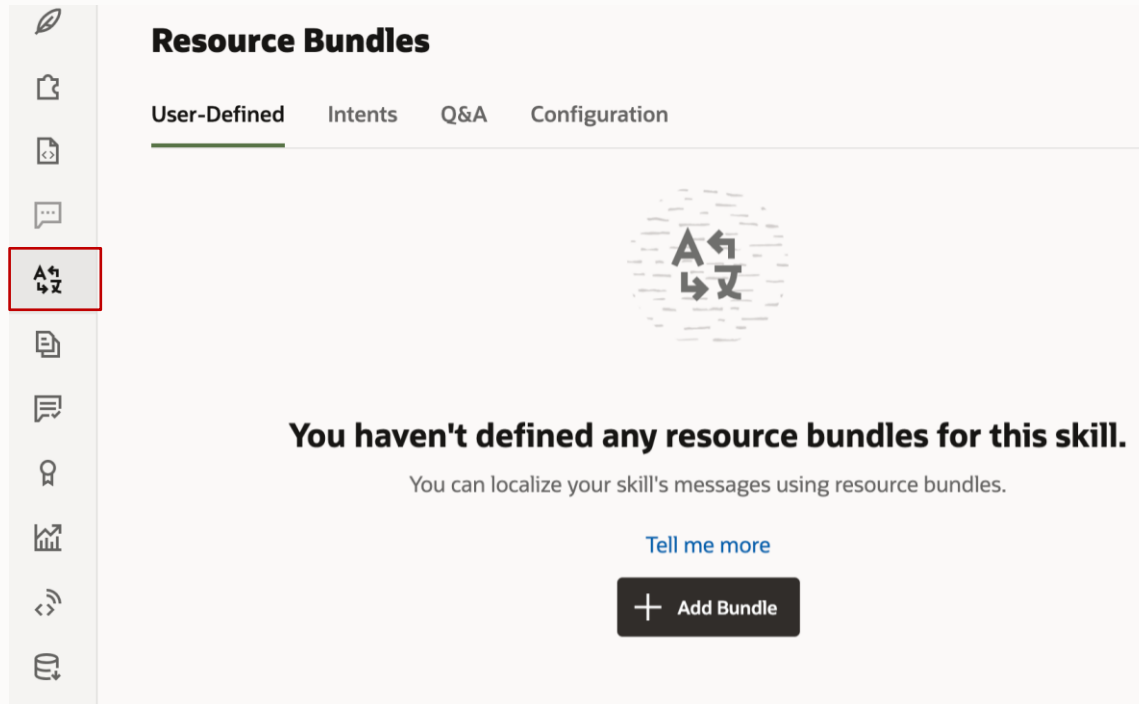 Resource Bundles
User-Defined Intents Q&A Configuration
You haven't defined any resource bundles for this skill.
You can localize your skill's messages using resource bundles.
Tell me more
Add Bundle